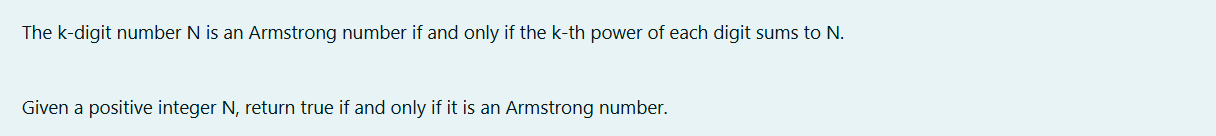 The k-digit number N is an Armstrong number if and only if the k-th power of each digit sums to N.
Given a positive integer N, return true if and only if it is an Armstrong number.